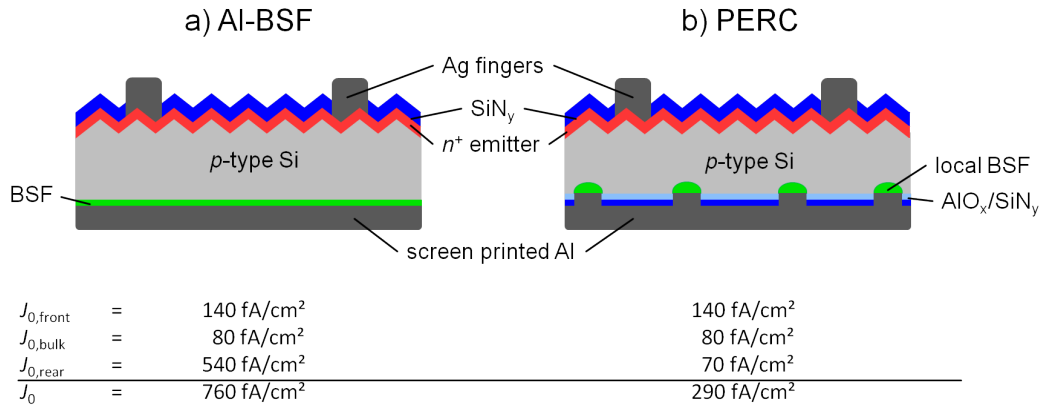 a) Al-BSF b) PERC
Ag fingers
SiNy
n+ emitter
p-type Si p-type Si
local BSF
BSF
AlOx/SiNy
screen printed Al
J0,front = 140 fA/cm² 140 fA/cm²
J0,bulk = 80 fA/cm² 80 fA/cm²
J0,rear = 540 fA/cm² 70 fA/cm²
J0 = 760 fA/cm² 290 fA/cm²